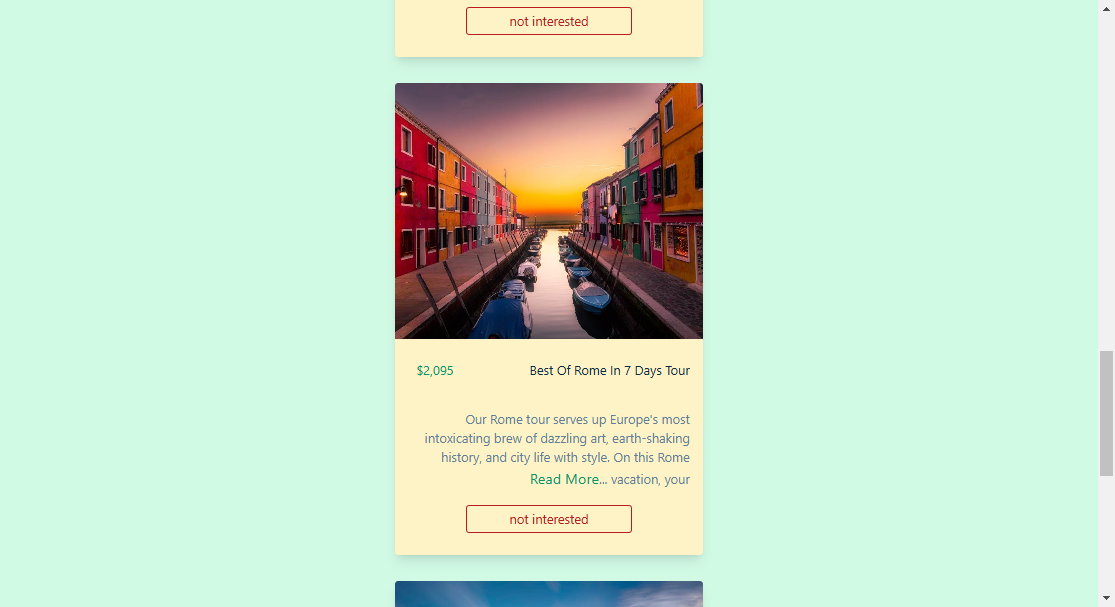 not interested
$2,095 Best Of Rome In 7 Days Tour
Our Rome tour serves up Europe's most
intoxicating brew of dazzling art, earth-shaking
history, and city life with style. On this Rome
Read More... vacation, your
not interested